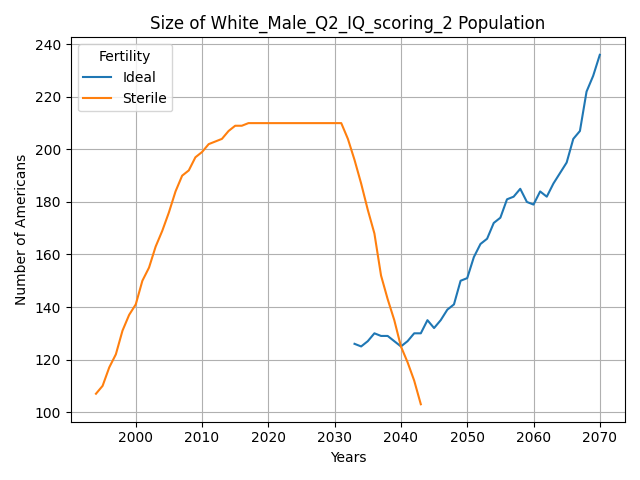 Size of White_Male_Q2_IQ_scoring_2 Population
Fertility
Ideal
Sterile
Number of Americans
240
220
200
180
160
140
120
100
2000 2010 2020 2030 2040 2050 2060 2070
Years